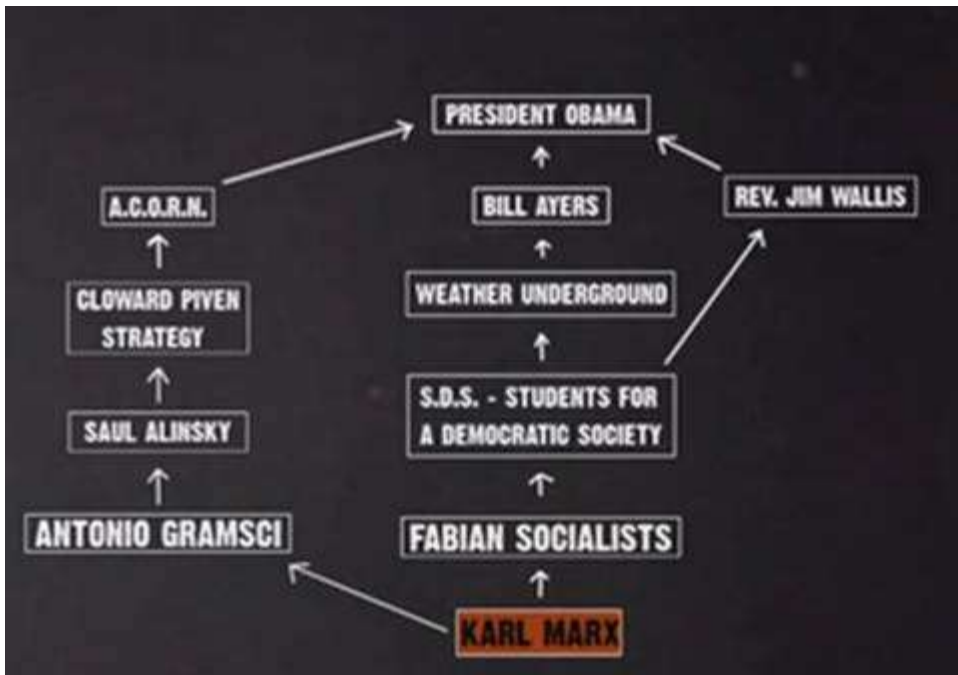 PRESIDENT OBAMA
A.C.O.R.N.
BILL AYERS
REV. JIM WALLIS
CLOWARD PIVEN
STRATEGY
WEATHER UNDERGROUND
SAUL ALINSKY
S.D.S. - STUDENTS FOR
A DEMOCRATIC SOCIETY
ANTONIO GRAMSCI
FABIAN SOCIALISTS
KARL MARX